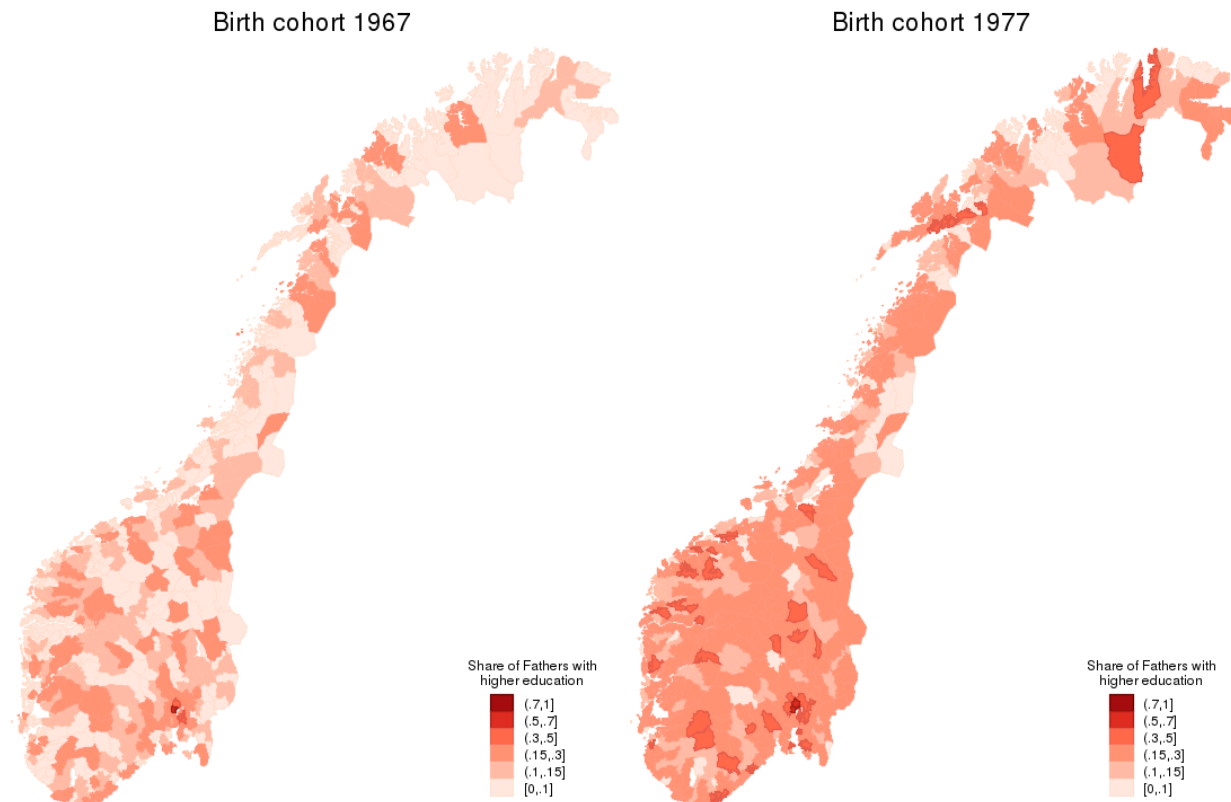 Birth cohort 1967
Birth cohort 1977
Share of Fathers with
higher education
(.7,1]
(.5,.7]
(.3,.5]
(.15,.3]
(.1,.15]
[0,.1]
Share of Fathers with
higher education
(.7,1]
(.5,.7]
(.3,.5]
(.15,.3]
(.1,.15]
[0,.1]